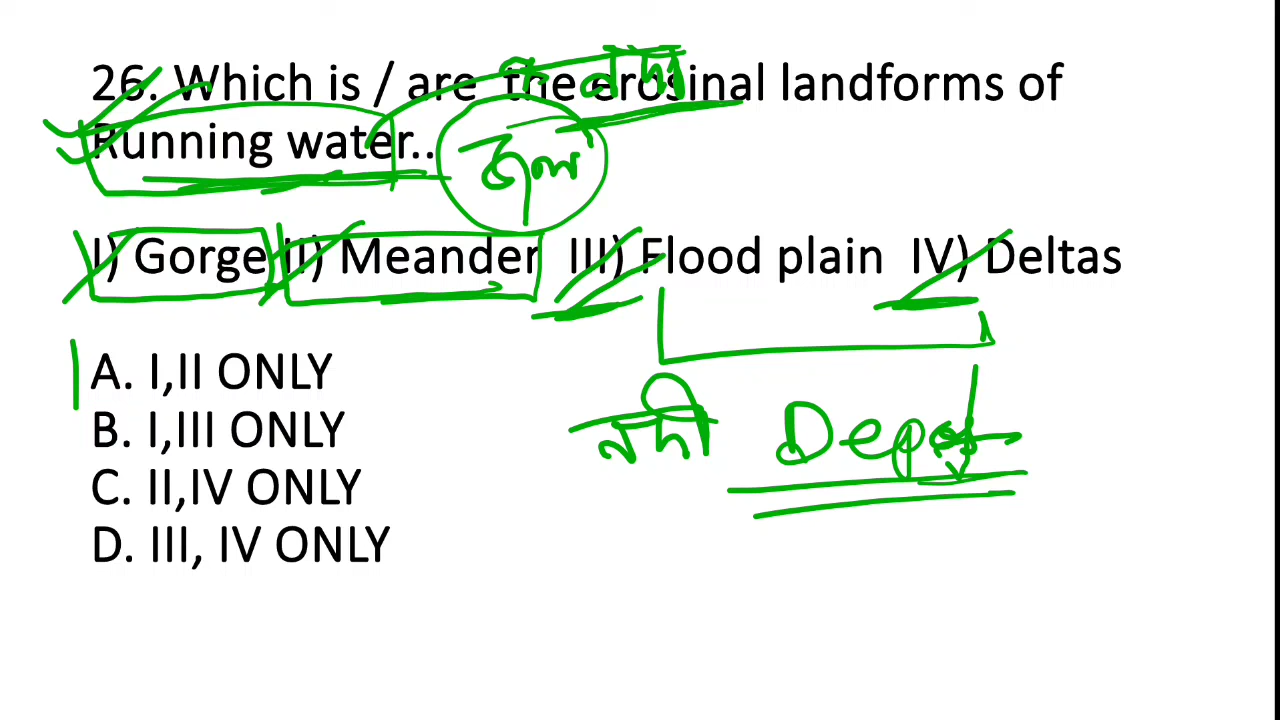 26. Which is / are the erosinal landforms of
Running water..
I) Gorge II) Meander III) Flood plain IV) Deltas
A. I,II ONLY
B. I,III ONLY
C. II,IV ONLY
D. III, IV ONLY